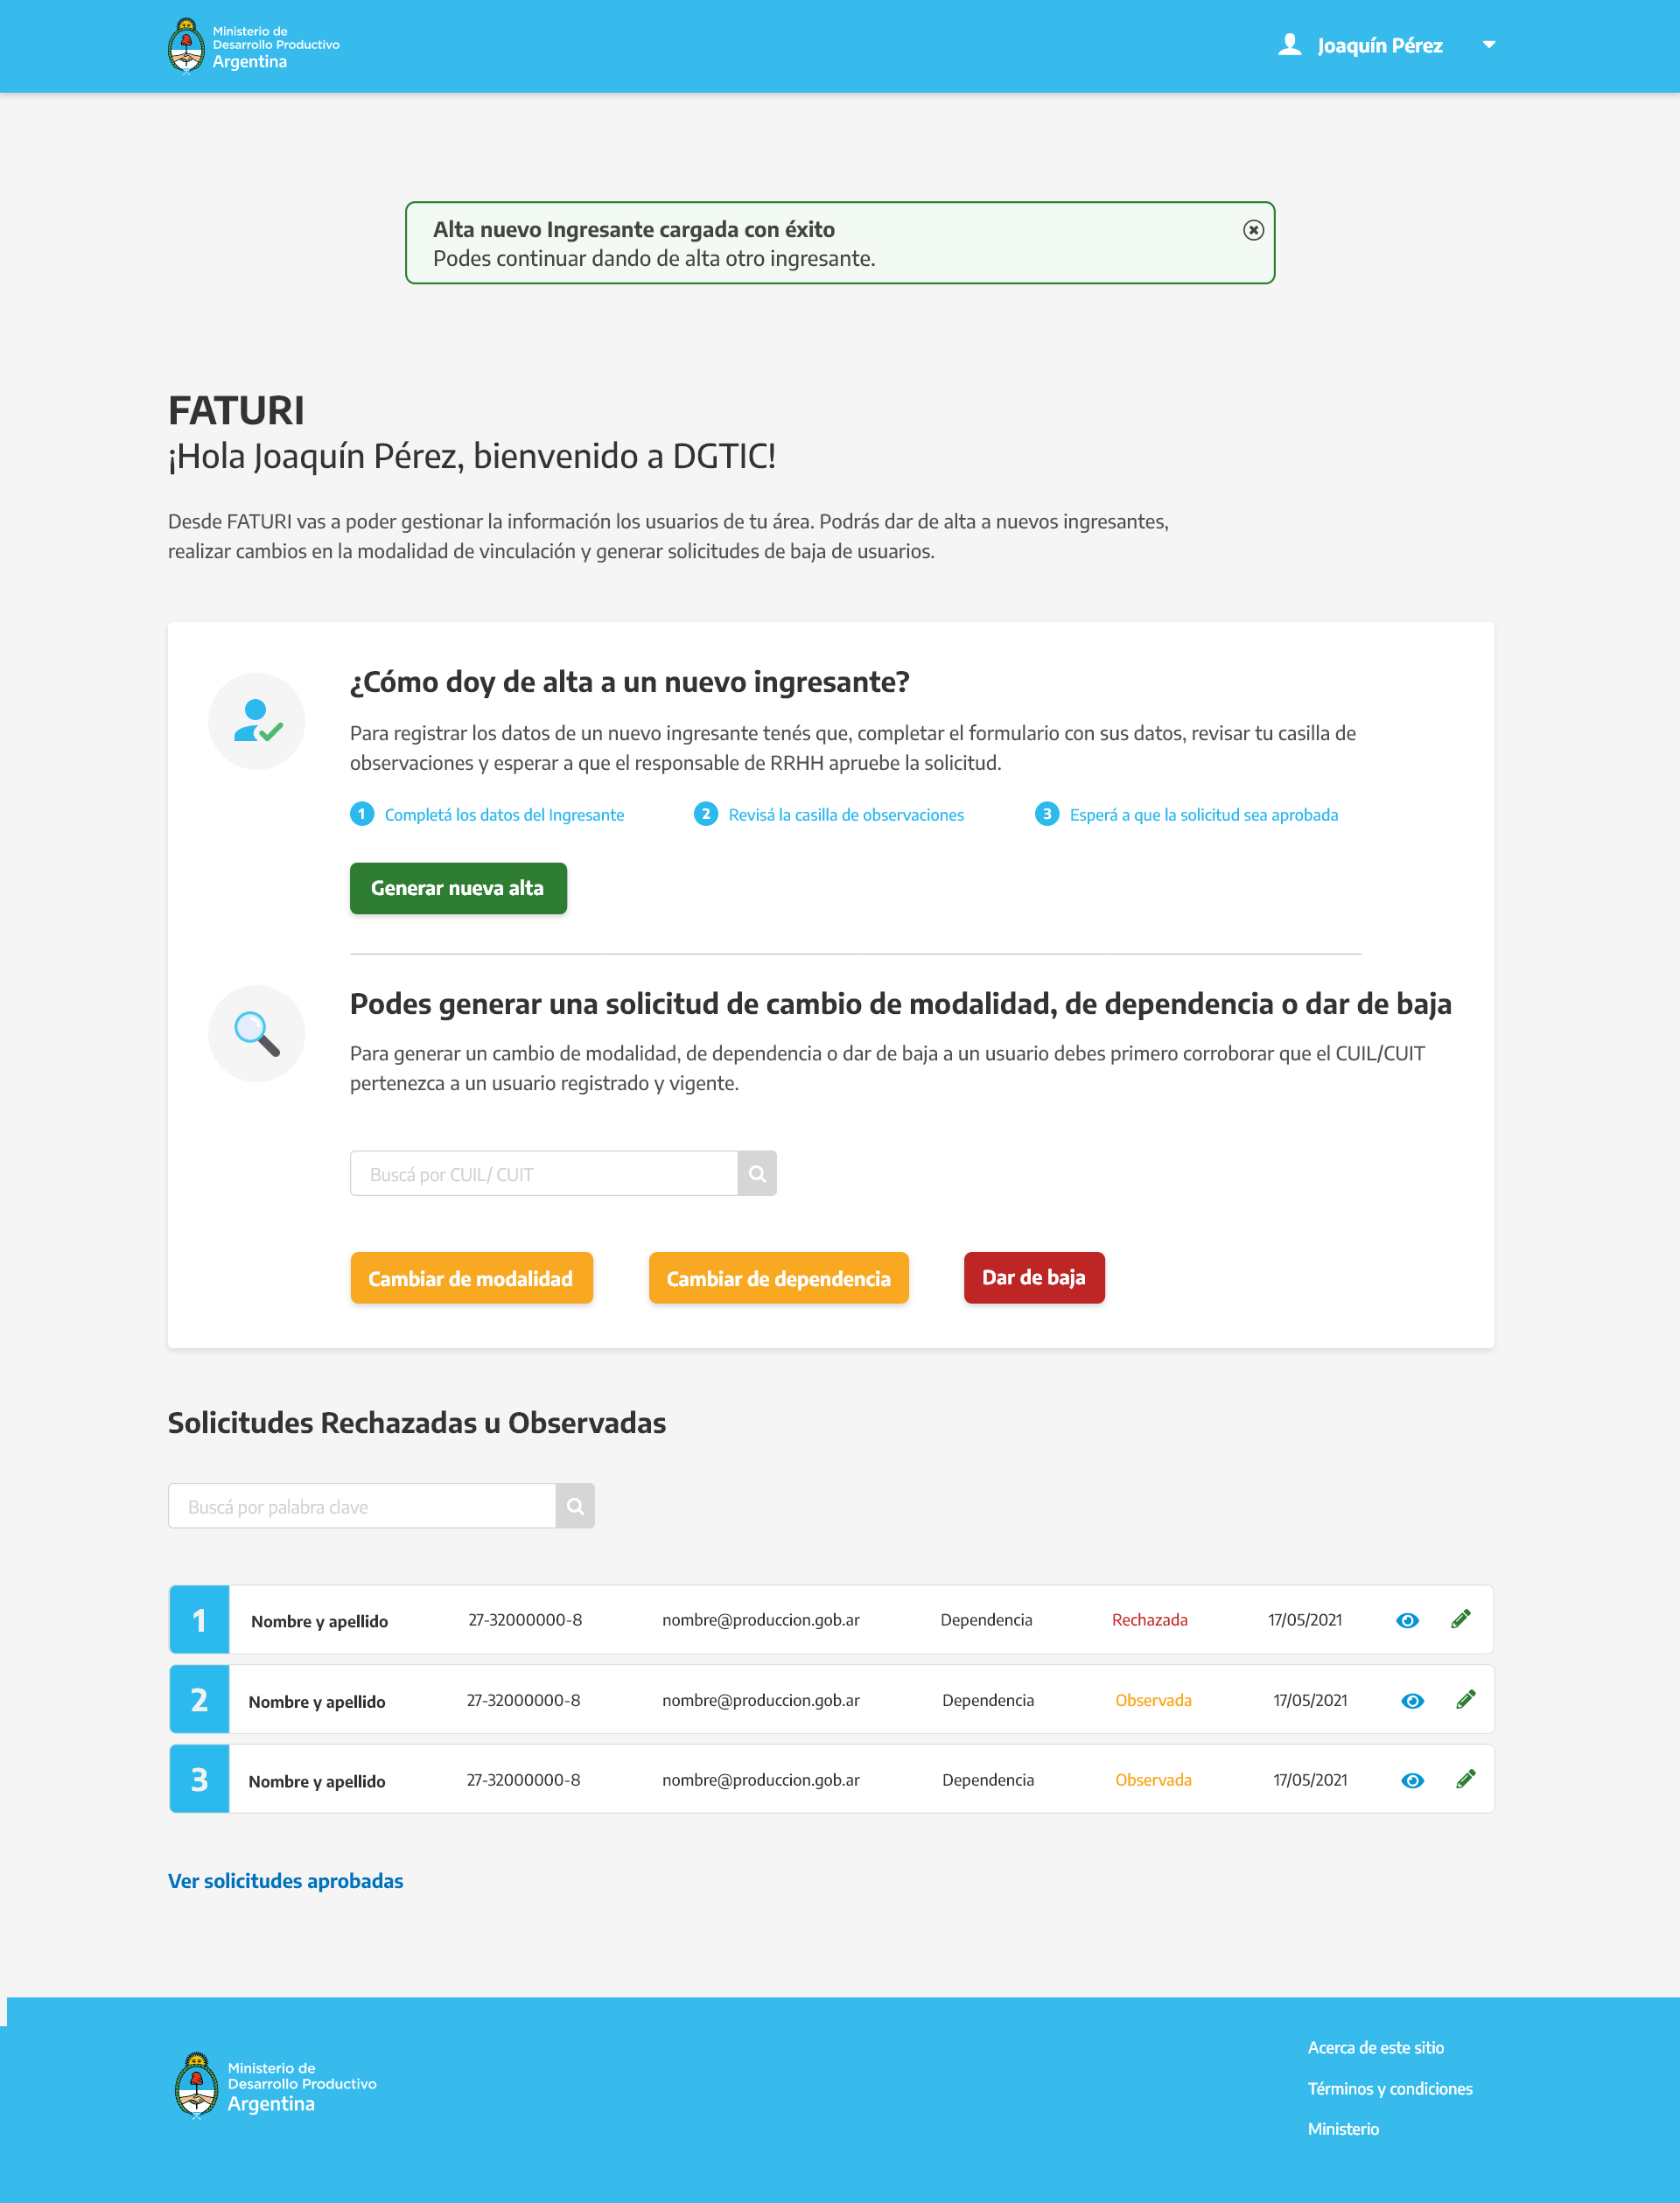 Ministerio de
Desarrollo Productivo
Argentina
Joaquín Pérez
Alta nuevo Ingresante cargada con éxito
Podes continuar dando de alta otro ingresante.
FATURI
¡Hola Joaquín Pérez, bienvenido a DGTIC!
Desde FATURI vas a poder gestionar la información los usuarios de tu área. Podrás dar de alta a nuevos ingresantes,
realizar cambios en la modalidad de vinculación y generar solicitudes de baja de usuarios.
¿Cómo doy de alta a un nuevo ingresante?
Para registrar los datos de un nuevo ingresante tenés que, completar el formulario con sus datos, revisar tu casilla de
observaciones y esperar a que el responsable de RRHH apruebe la solicitud.
1 Completá los datos del Ingresante 2 Revisá la casilla de observaciones 3 Esperá a que la solicitud sea aprobada
Generar nueva alta
Podes generar una solicitud de cambio de modalidad, de dependencia o dar de baja
Para generar un cambio de modalidad, de dependencia o dar de baja a un usuario debes primero corroborar que el CUIL/CUIT
pertenezca a un usuario registrado y vigente.
Buscá por CUIL/ CUIT
Cambiar de modalidad Cambiar de dependencia Dar de baja
Solicitudes Rechazadas u Observadas
Buscá por palabra clave
1 Nombre y apellido 27-32000000-8 nombre@produccion.gob.ar Dependencia Rechazada 17/05/2021
2 Nombre y apellido 27-32000000-8 nombre@produccion.gob.ar Dependencia Observada 17/05/2021
3 Nombre y apellido 27-32000000-8 nombre@produccion.gob.ar Dependencia Observada 17/05/2021
Ver solicitudes aprobadas
Ministerio de
Desarrollo Productivo
Argentina
Acerca de este sitio
Términos y condiciones
Ministerio